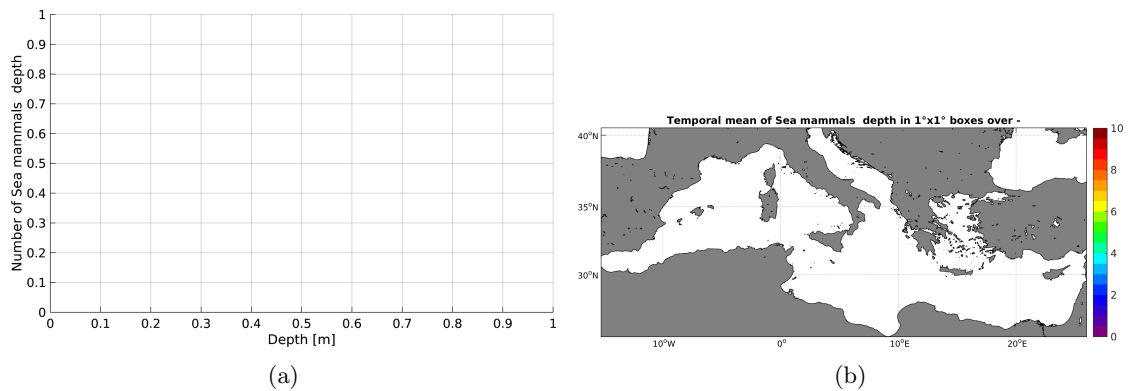 1
0.9
0.8
0.7
0.6
0.5
0.4
0.3
0.2
0.1
0
Number of Sea mammals  depth
0 0.1 0.2 0.3 0.4 0.5 0.6 0.7 0.8 0.9 1
Depth [m]
(a)
Temporal mean of Sea mammals  depth in 1°x1° boxes over -
40°N
35°N
30°N
10°W 0° 10°E 20°E
10
8
6
4
2
0
(b)